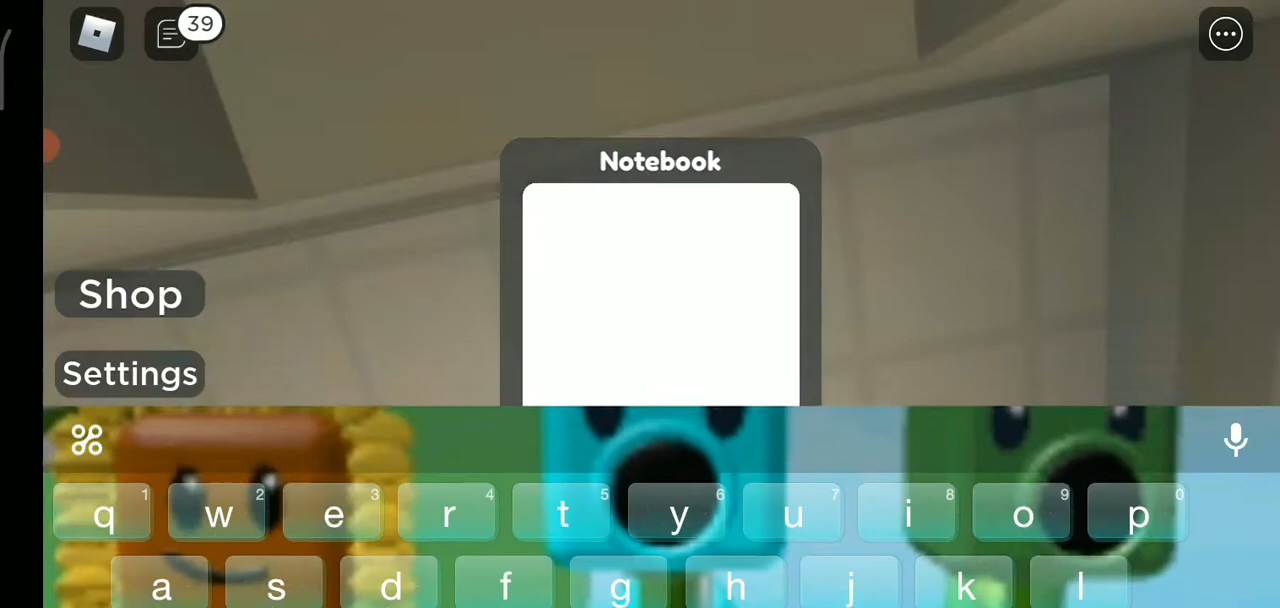 39
Notebook
Shop
Settings
1 2 3 4 5 6 7 8 9 0
q w e r t y u i o p
a s d f g h j k l